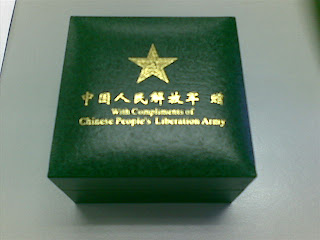 中国人民解放军 赠
With Compliments of
Chinese People's Liberation Army